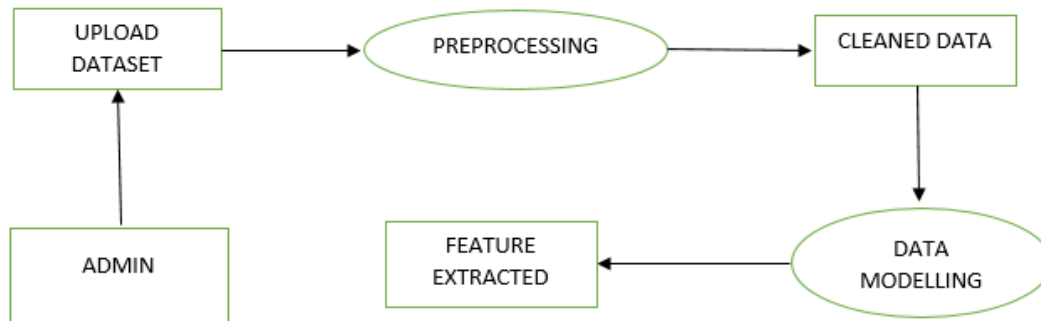 UPLOAD
DATASET
PREPROCESSING
CLEANED DATA
ADMIN
FEATURE
EXTRACTED
DATA
MODELLING